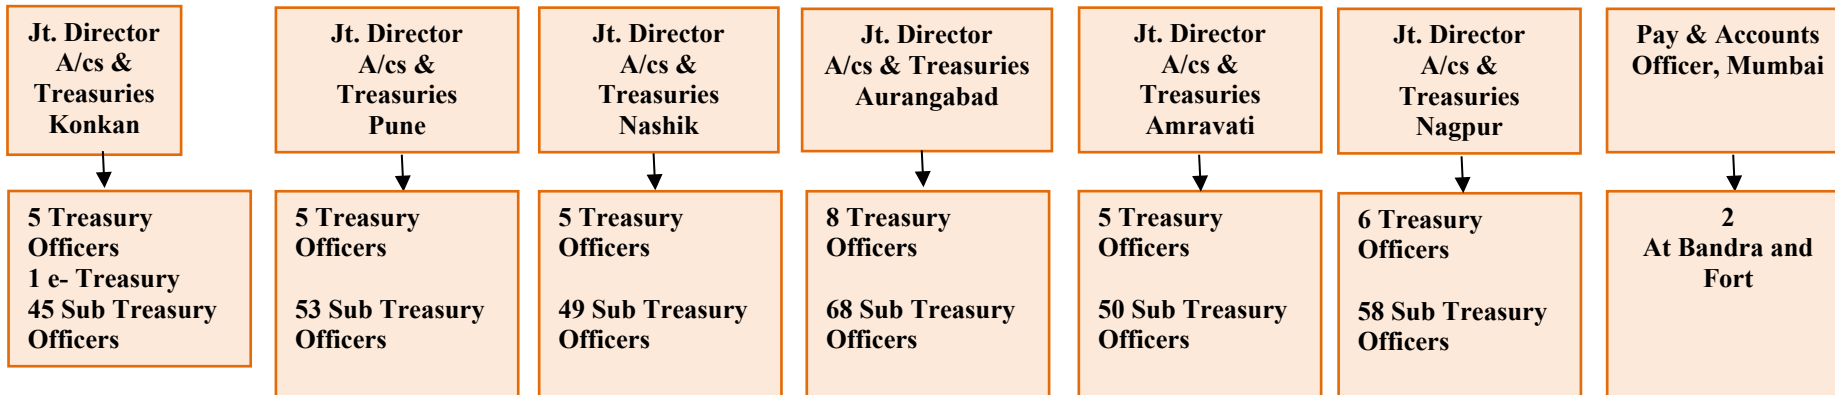 Jt. Director
A/cs &
Treasuries
Konkan
Jt. Director
A/cs &
Treasuries
Pune
Jt. Director
A/cs &
Treasuries
Nashik
Jt. Director
A/cs & Treasuries
Aurangabad
Jt. Director
A/cs &
Treasuries
Amravati
Jt. Director
A/cs &
Treasuries
Nagpur
Pay & Accounts
Officer, Mumbai
5 Treasury
Officers
1 e- Treasury
45 Sub Treasury
Officers
5 Treasury
Officers
53 Sub Treasury
Officers
5 Treasury
Officers
49 Sub Treasury
Officers
8 Treasury
Officers
68 Sub Treasury
Officers
5 Treasury
Officers
50 Sub Treasury
Officers
6 Treasury
Officers
58 Sub Treasury
Officers
2
At Bandra and
Fort